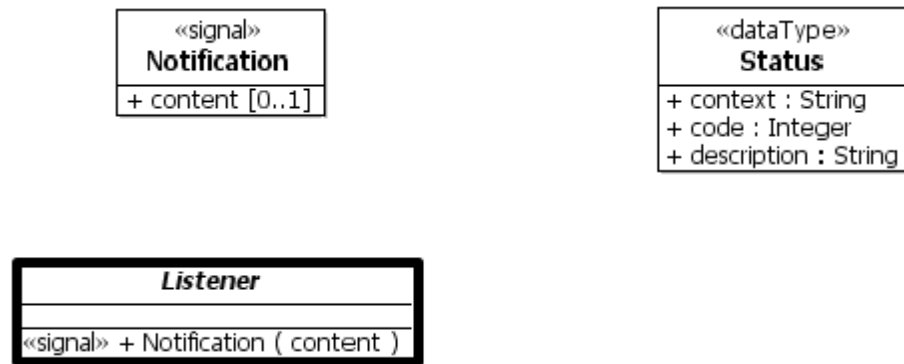 «signal»
Notification
+ content [0..1]
«dataType»
Status
+ context : String
+ code : Integer
+ description : String
Listener
«signal» + Notification ( content )